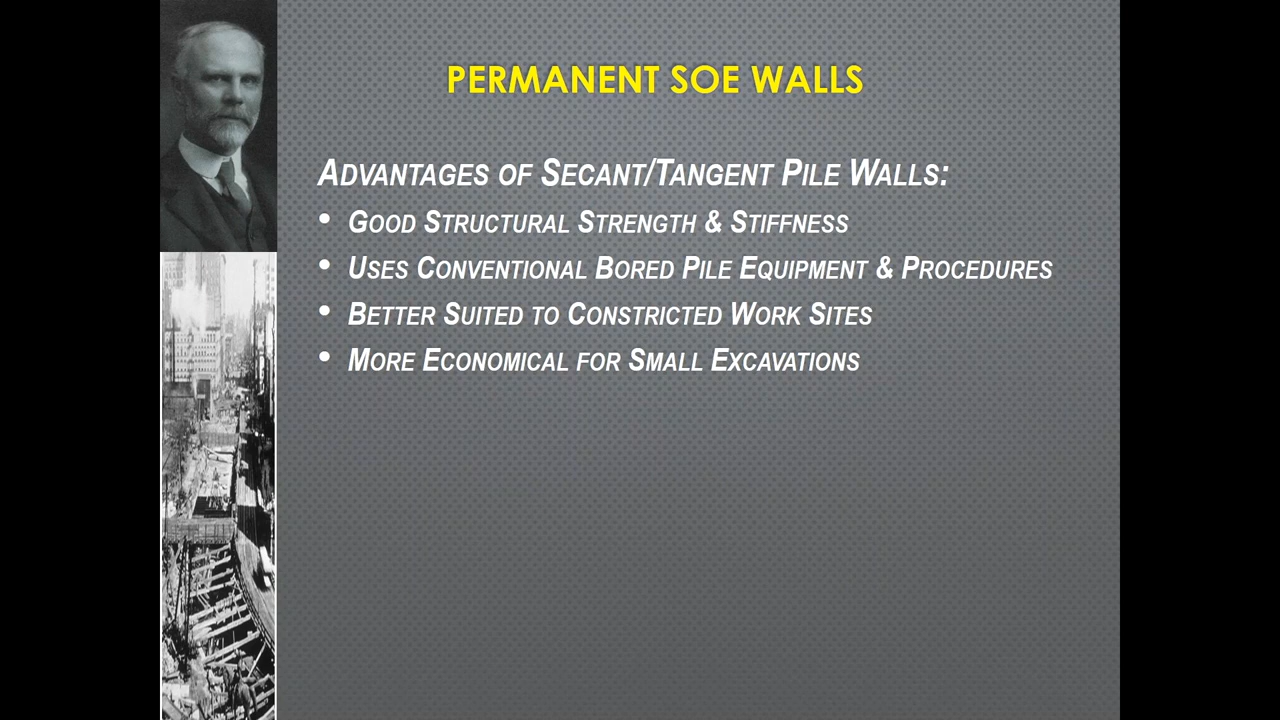 PERMANENT SOE WALLS
Advantages of Secant/Tangent Pile Walls:
• Good Structural Strength & Stiffness
• Uses Conventional Bored Pile Equipment & Procedures
• Better Suited to Constricted Work Sites
• More Economical for Small Excavations